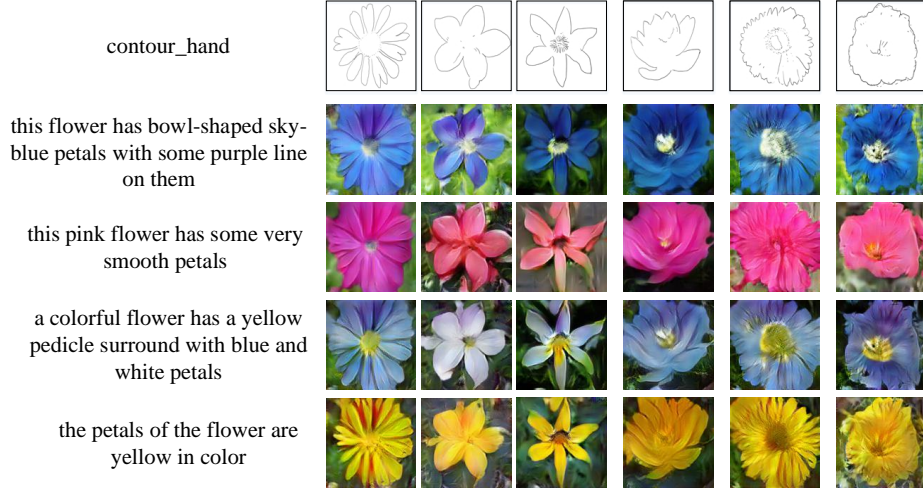 contour_hand
this flower has bowl-shaped sky-
blue petals with some purple line
on them
this pink flower has some very
smooth petals
a colorful flower has a yellow
pedicle surround with blue and
white petals
the petals of the flower are
yellow in color